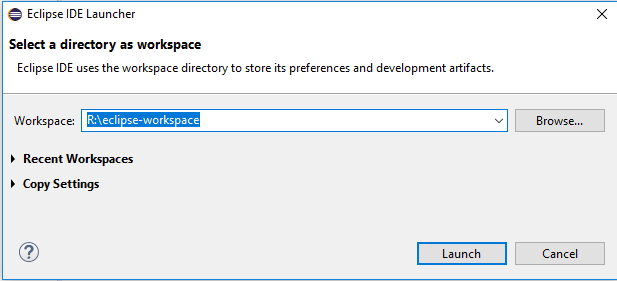 Eclipse IDE Launcher
Select a directory as workspace
Eclipse IDE uses the workspace directory to store its preferences and development artifacts.
Workspace: R:\eclipse-workspace Browse...
Recent Workspaces
Copy Settings
? Launch Cancel